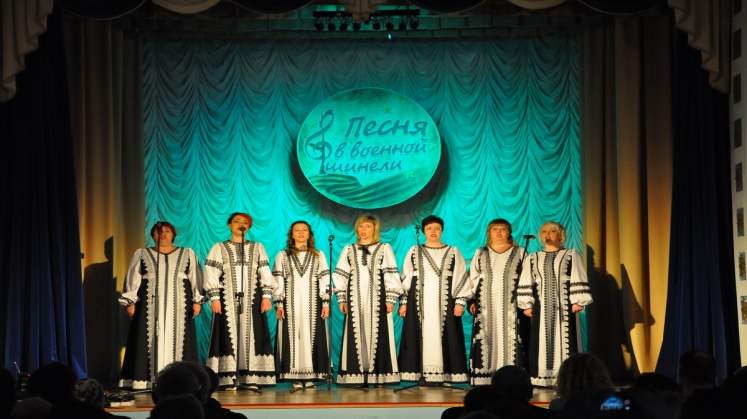 Песня
в военной
шинели